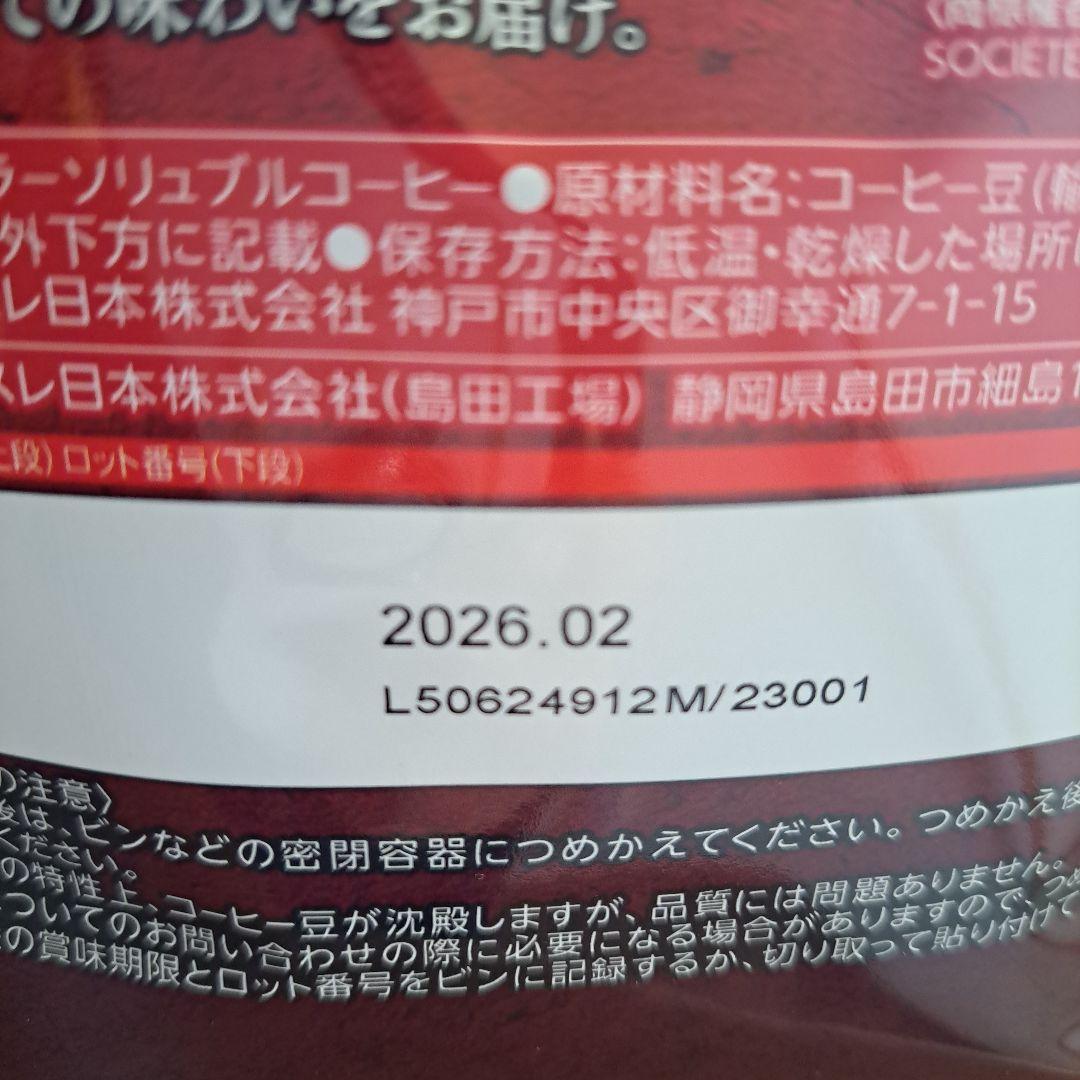 ての味わいをお届け。
SOCIETE
ラーソリュブルコーヒー●原材料名:コーヒー豆(輸
外下方に記載●保存方法:低温・乾燥した場所に
スレ日本株式会社 神戸市中央区御幸通7-1-15
スレ日本株式会社(島田工場) 静岡県島田市細島1
上段) ロット番号(下段)
2026.02
L50624912M/23001
の注意〉
後は、ビンなどの密閉容器につめかえてください。つめかえ後
ください。
の特性上、コーヒー豆が沈殿しますが、品質には問題ありません。
ついてのお問い合わせの際に必要になる場合がありますので、つめ
の賞味期限とロット番号をビンに記録するか、切り取って貼り付けて